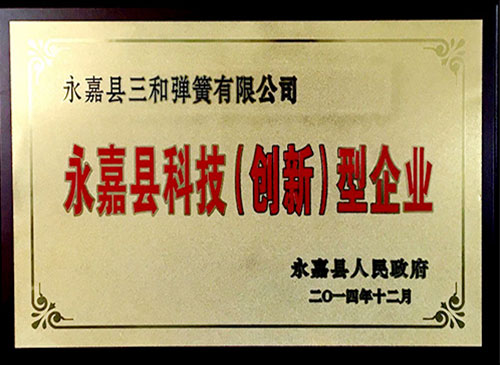 永嘉县三和弹簧有限公司
永嘉县科技(创新)型企业
永嘉县人民政府
二〇一四年十二月